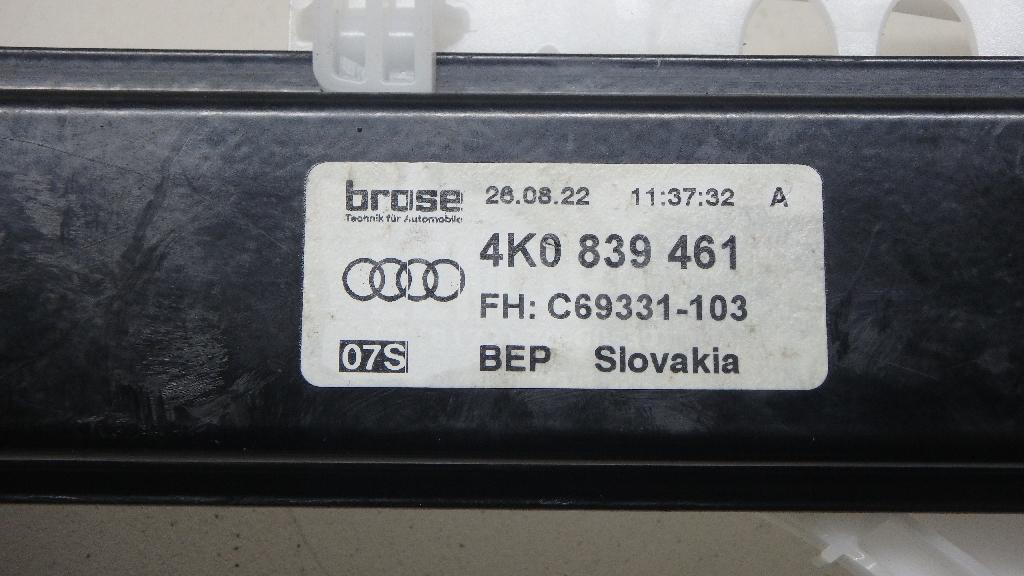 brose 26.08.22 11:37:32 A
Technik für Automobile
4K0 839 461
FH: C69331-103
07S BEP Slovakia